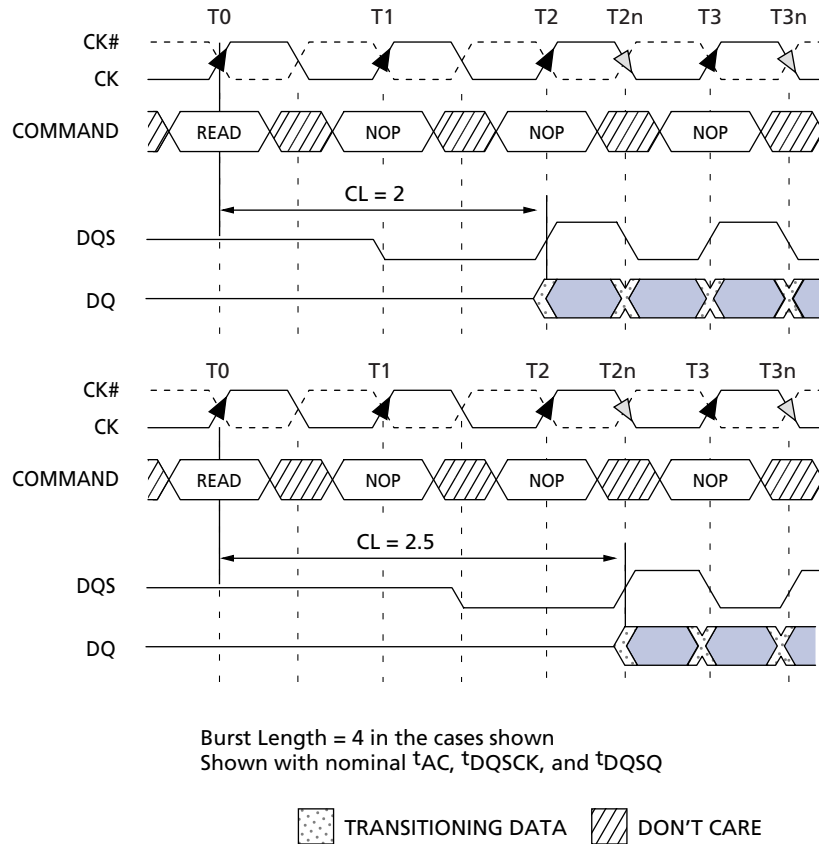 T0 T1 T2 T2n T3 T3n
CK#
CK
COMMAND READ NOP NOP NOP
CL = 2
DQS
DQ
T0 T1 T2 T2n T3 T3n
CK#
CK
COMMAND READ NOP NOP NOP
CL = 2.5
DQS
DQ
Burst Length = 4 in the cases shown
Shown with nominal tAC, tDQSCK, and tDQSQ
TRANSITIONING DATA DON'T CARE